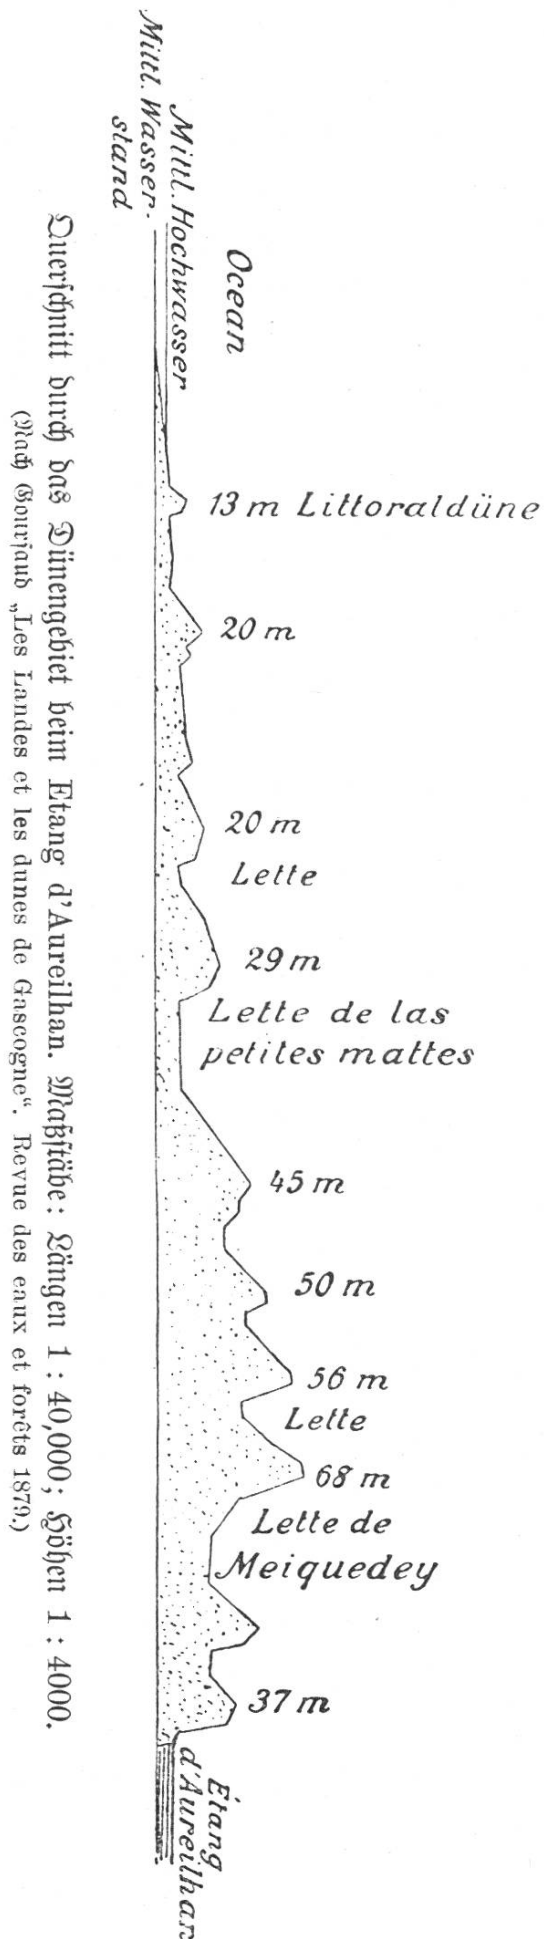 Mittl. Wasser-
stand
Mittl. Hochwasser
Ocean
13 m Littoraldüne
20 m
20 m
Lette
29 m
Lette de las
petites mattes
45 m
50 m
56 m
Lette
68 m
Lette de
Meiquedey
37 m
Étang
d'Aureilhan
Querschnitt durch das Dünengebiet beim Etang d'Aureilhan. Maßstäbe: Längen 1 : 40,000; Höhen 1 : 4000.
(Nach Goursaud „Les Landes et les dunes de Gascogne“. Revue des eaux et forêts 1879.)